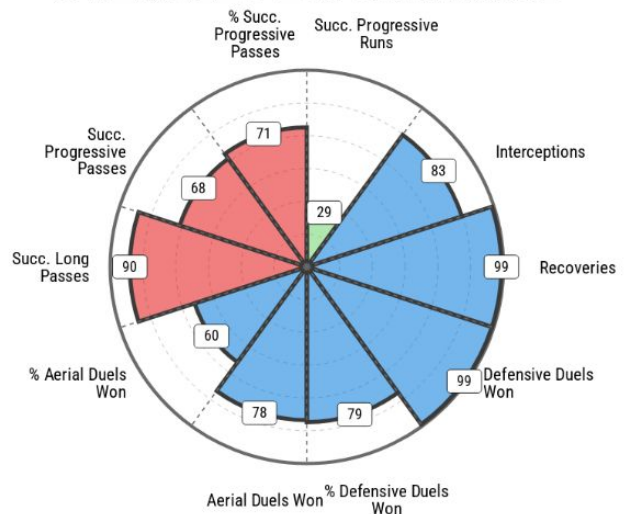 % Succ.
Progressive
Passes
Succ. Progressive
Runs
Interceptions
Recoveries
Defensive Duels
Won
% Defensive Duels
Won
Aerial Duels Won
% Aerial Duels
Won
Succ. Long
Passes
Succ.
Progressive
Passes
71
29
83
99
99
79
78
60
90
68